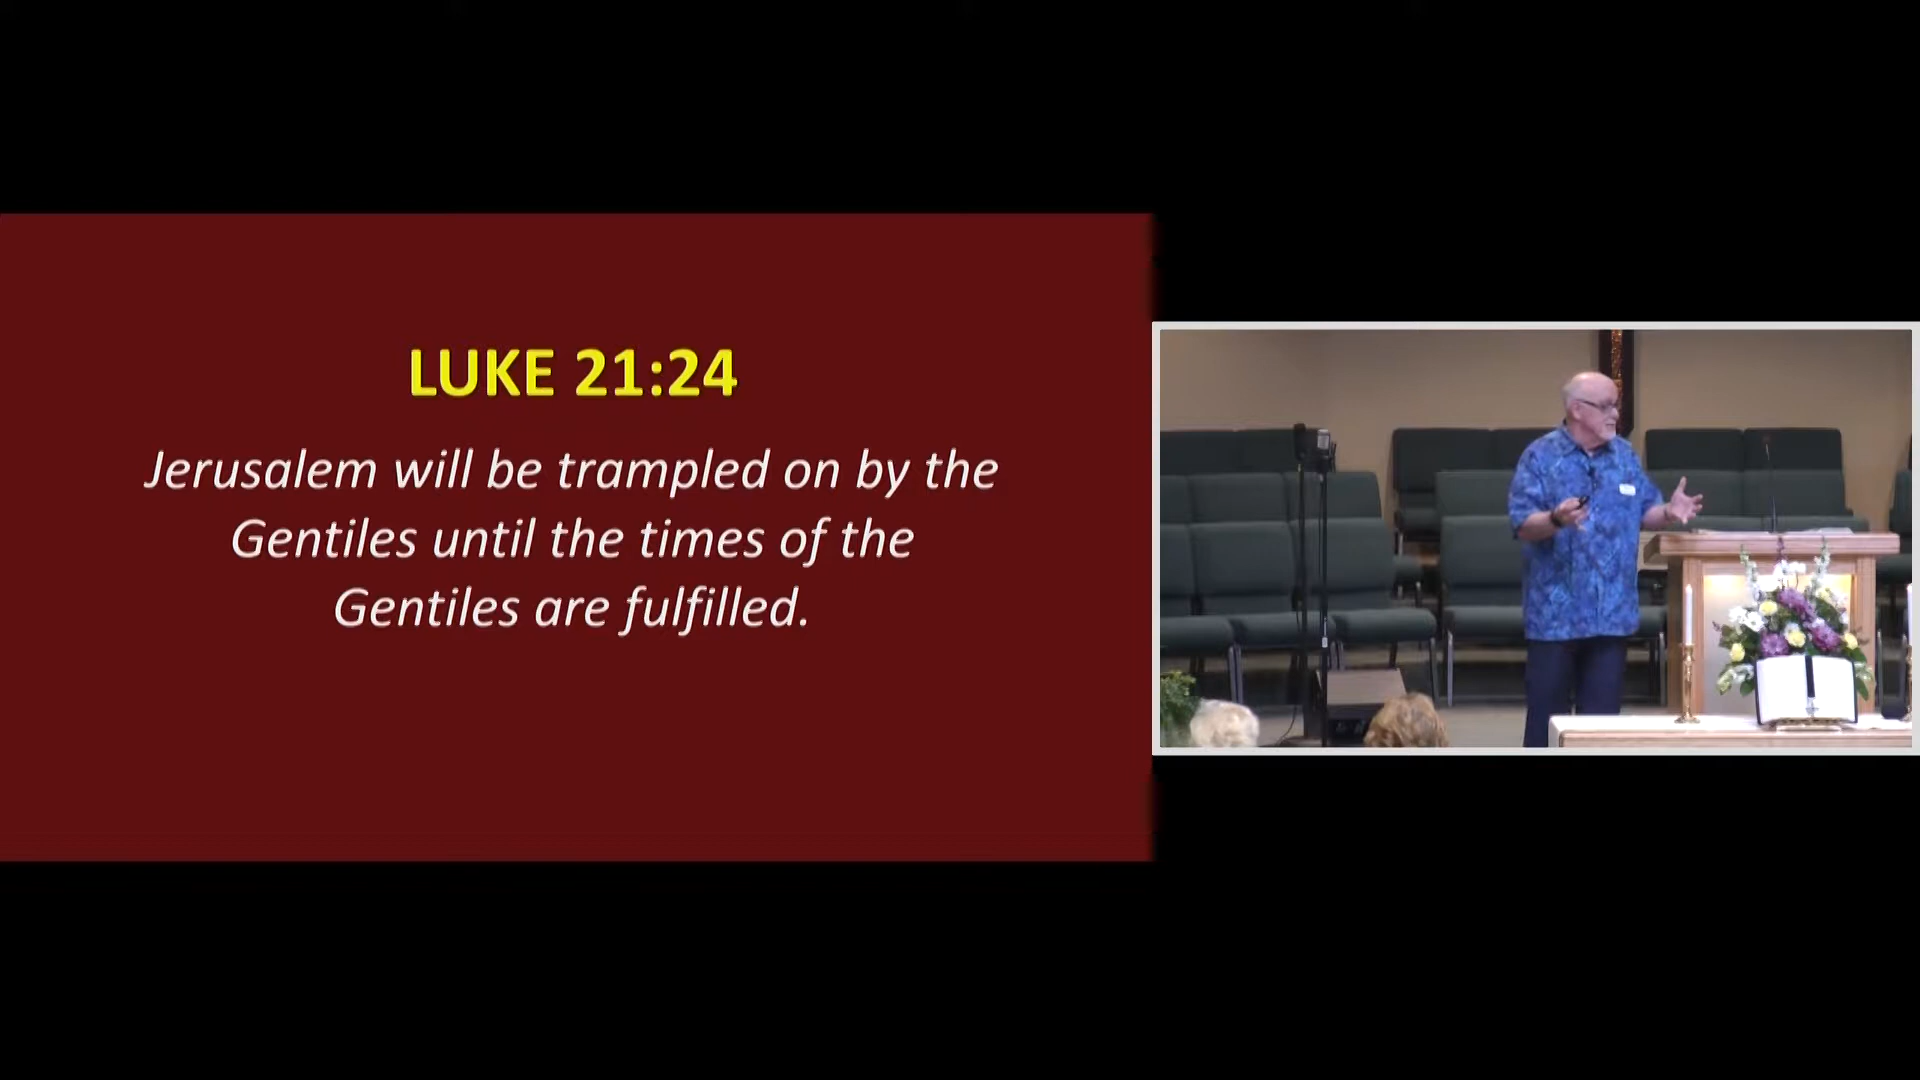 LUKE 21:24
Jerusalem will be trampled on by the
Gentiles until the times of the
Gentiles are fulfilled.